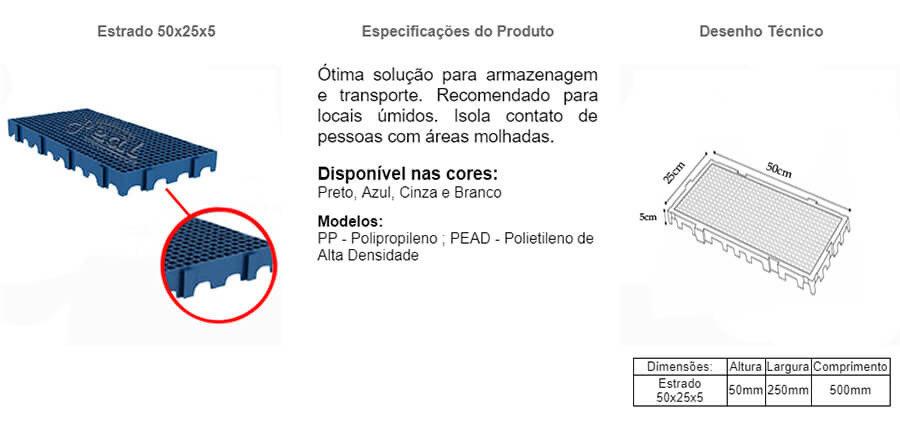 Estrado 50x25x5
Especificações do Produto
Ótima solução para armazenagem
e transporte. Recomendado para
locais úmidos. Isola contato de
pessoas com áreas molhadas.
Disponível nas cores:
Preto, Azul, Cinza e Branco
Modelos:
PP - Polipropileno ; PEAD - Polietileno de
Alta Densidade
Desenho Técnico
25cm
50cm
5cm
Dimensões: Altura Largura Comprimento
Estrado
50x25x5 50mm 250mm 500mm